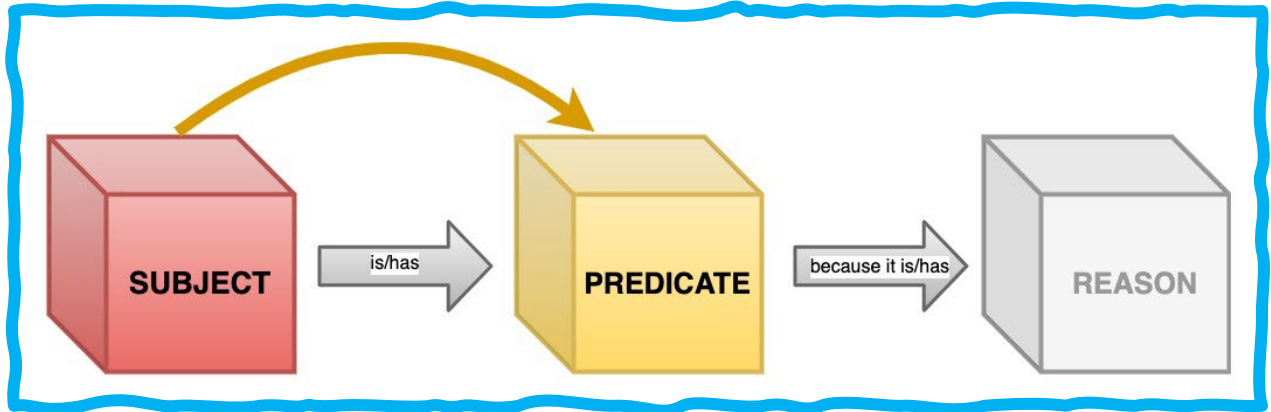 SUBJECT
is/has
PREDICATE
because it is/has
REASON